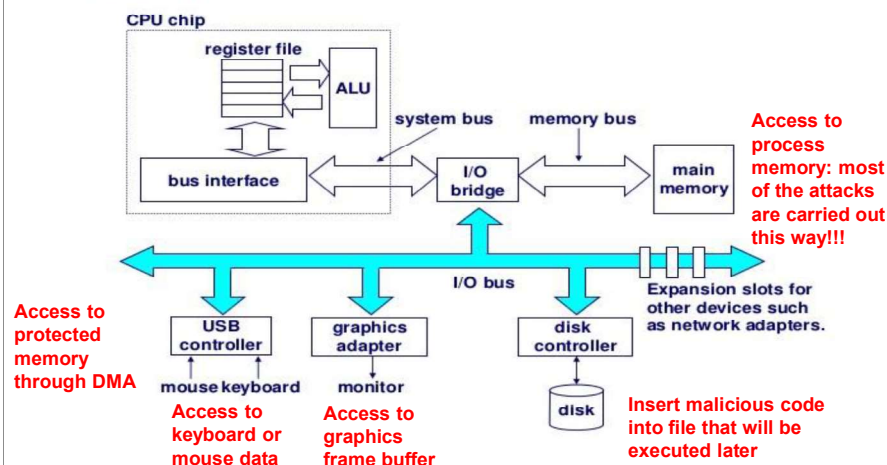 CPU chip
register file
ALU
system bus
memory bus
bus interface
I/O
bridge
main
memory
Access to
process
memory: most
of the attacks
are carried out
this way!!!
I/O bus
Expansion slots for
other devices such
as network adapters.
Access to
protected
memory
through DMA
USB
controller
graphics
adapter
disk
controller
mouse keyboard
monitor
disk
Access to
keyboard or
mouse data
Access to
graphics
frame buffer
Insert malicious code
into file that will be
executed later